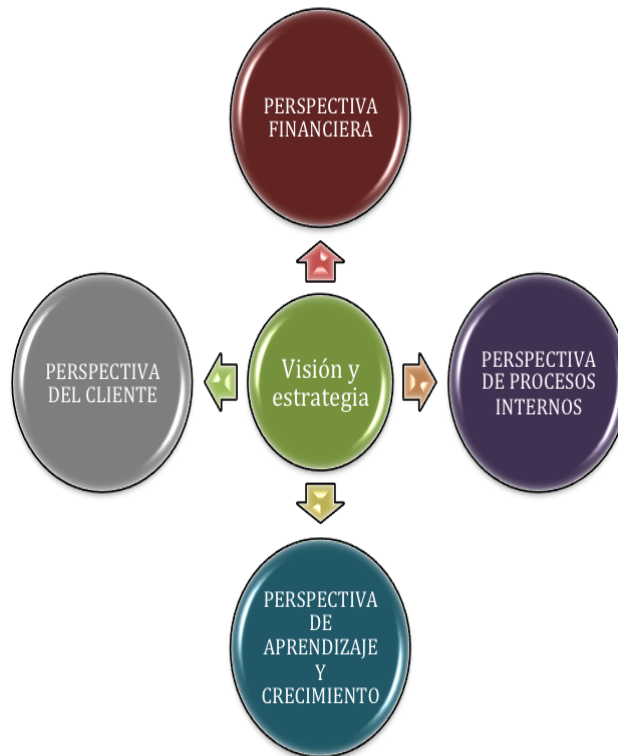 PERSPECTIVA
FINANCIERA
PERSPECTIVA
DEL CLIENTE
Visión y
estrategia
PERSPECTIVA
DE PROCESOS
INTERNOS
PERSPECTIVA
DE
APRENDIZAJE
Y
CRECIMIENTO